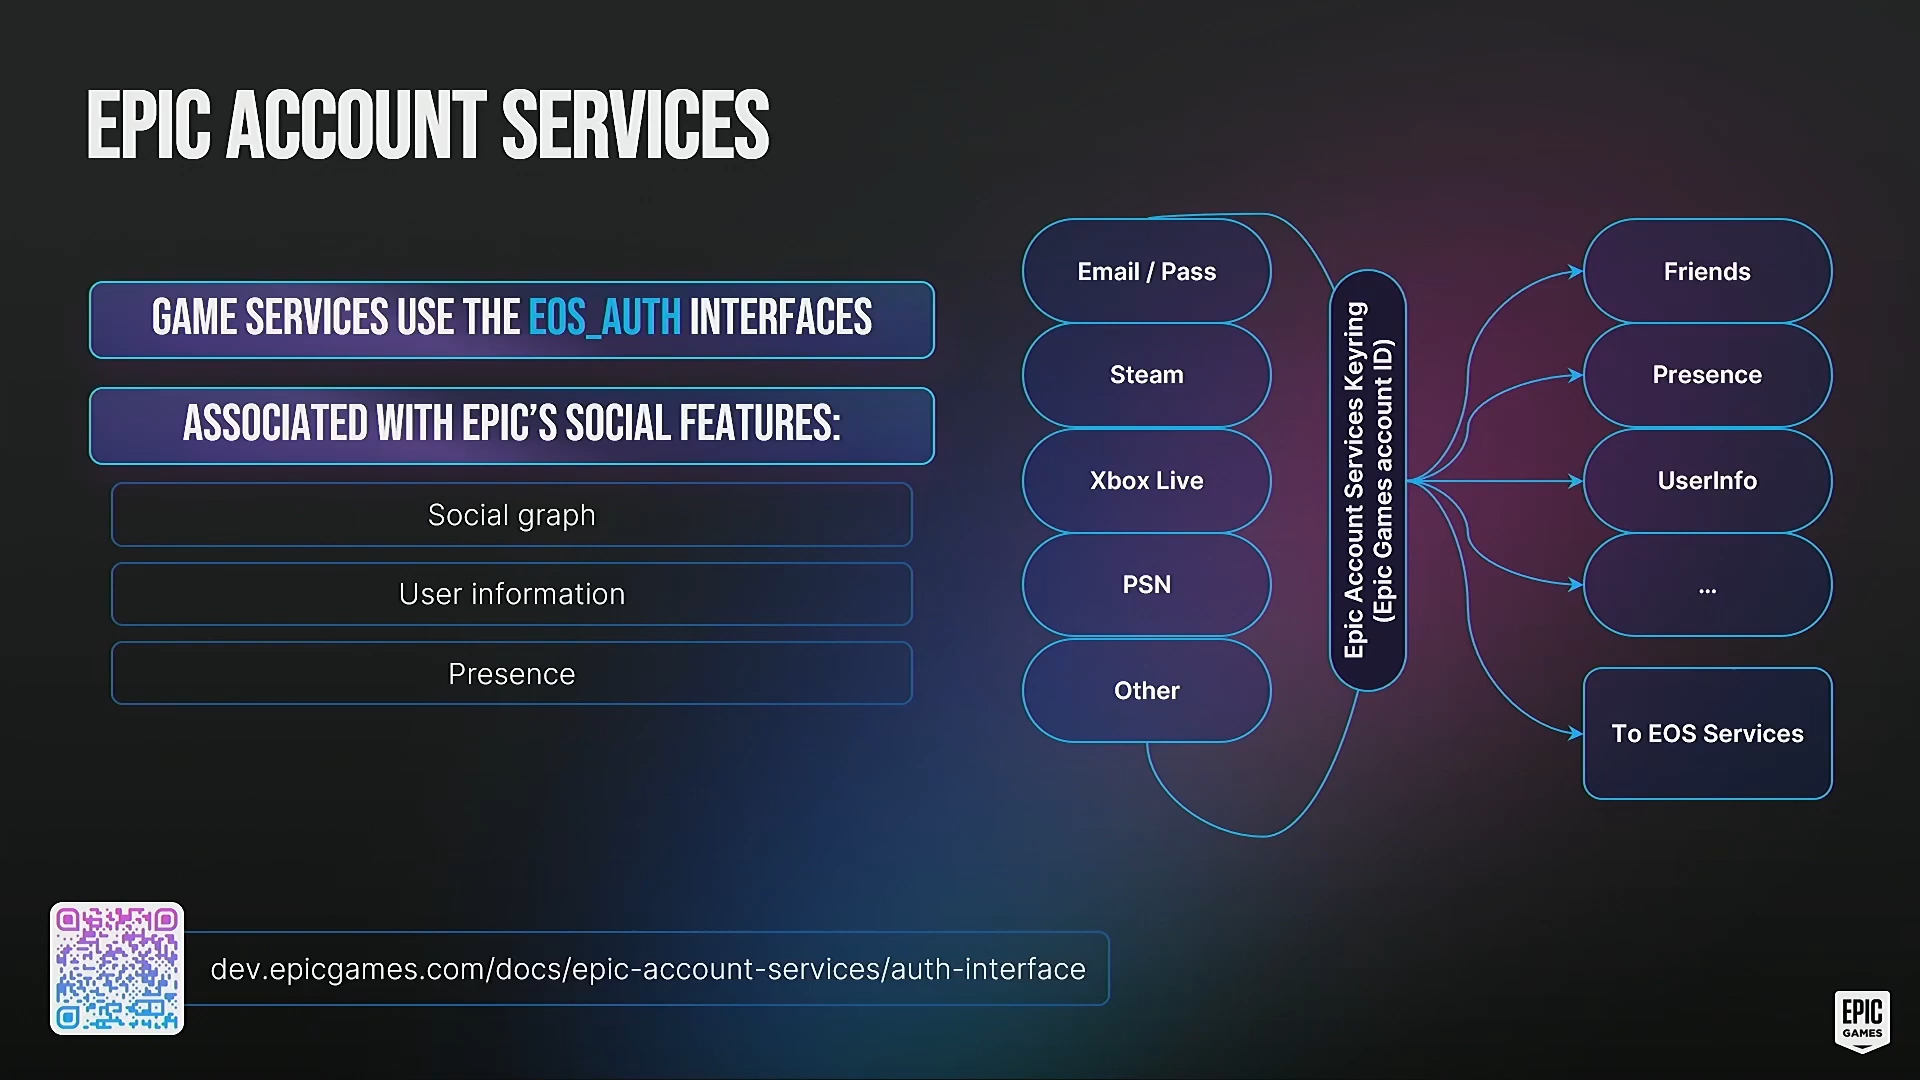 EPIC ACCOUNT SERVICES
GAME SERVICES USE THE EOS_AUTH INTERFACES
ASSOCIATED WITH EPIC’S SOCIAL FEATURES:
Social graph
User information
Presence
Email / Pass
Steam
Xbox Live
PSN
Other
Epic Account Services Keyring
(Epic Games account ID)
Friends
Presence
UserInfo
...
To EOS Services
dev.epicgames.com/docs/epic-account-services/auth-interface
EPIC
GAMES